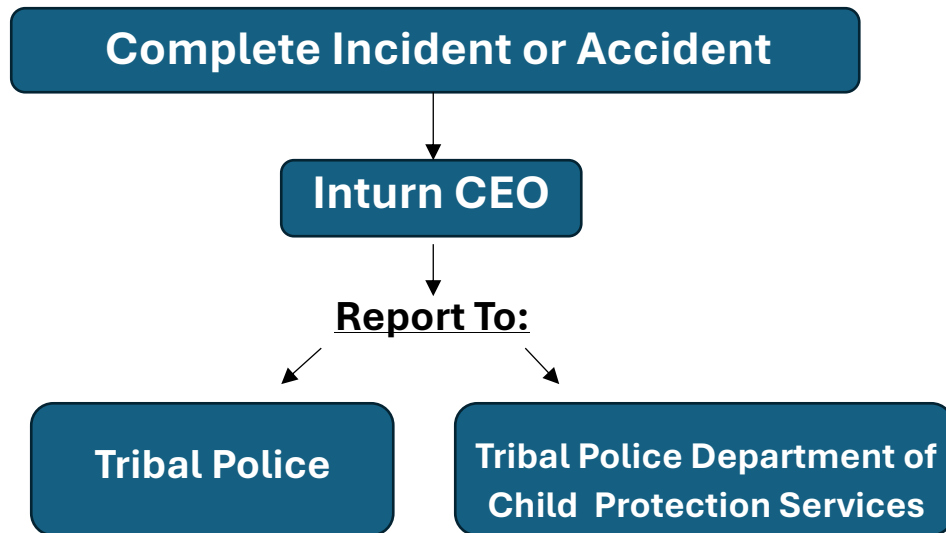 Complete Incident or Accident
Inturn CEO
Report To:
Tribal Police
Tribal Police Department of
Child Protection Services